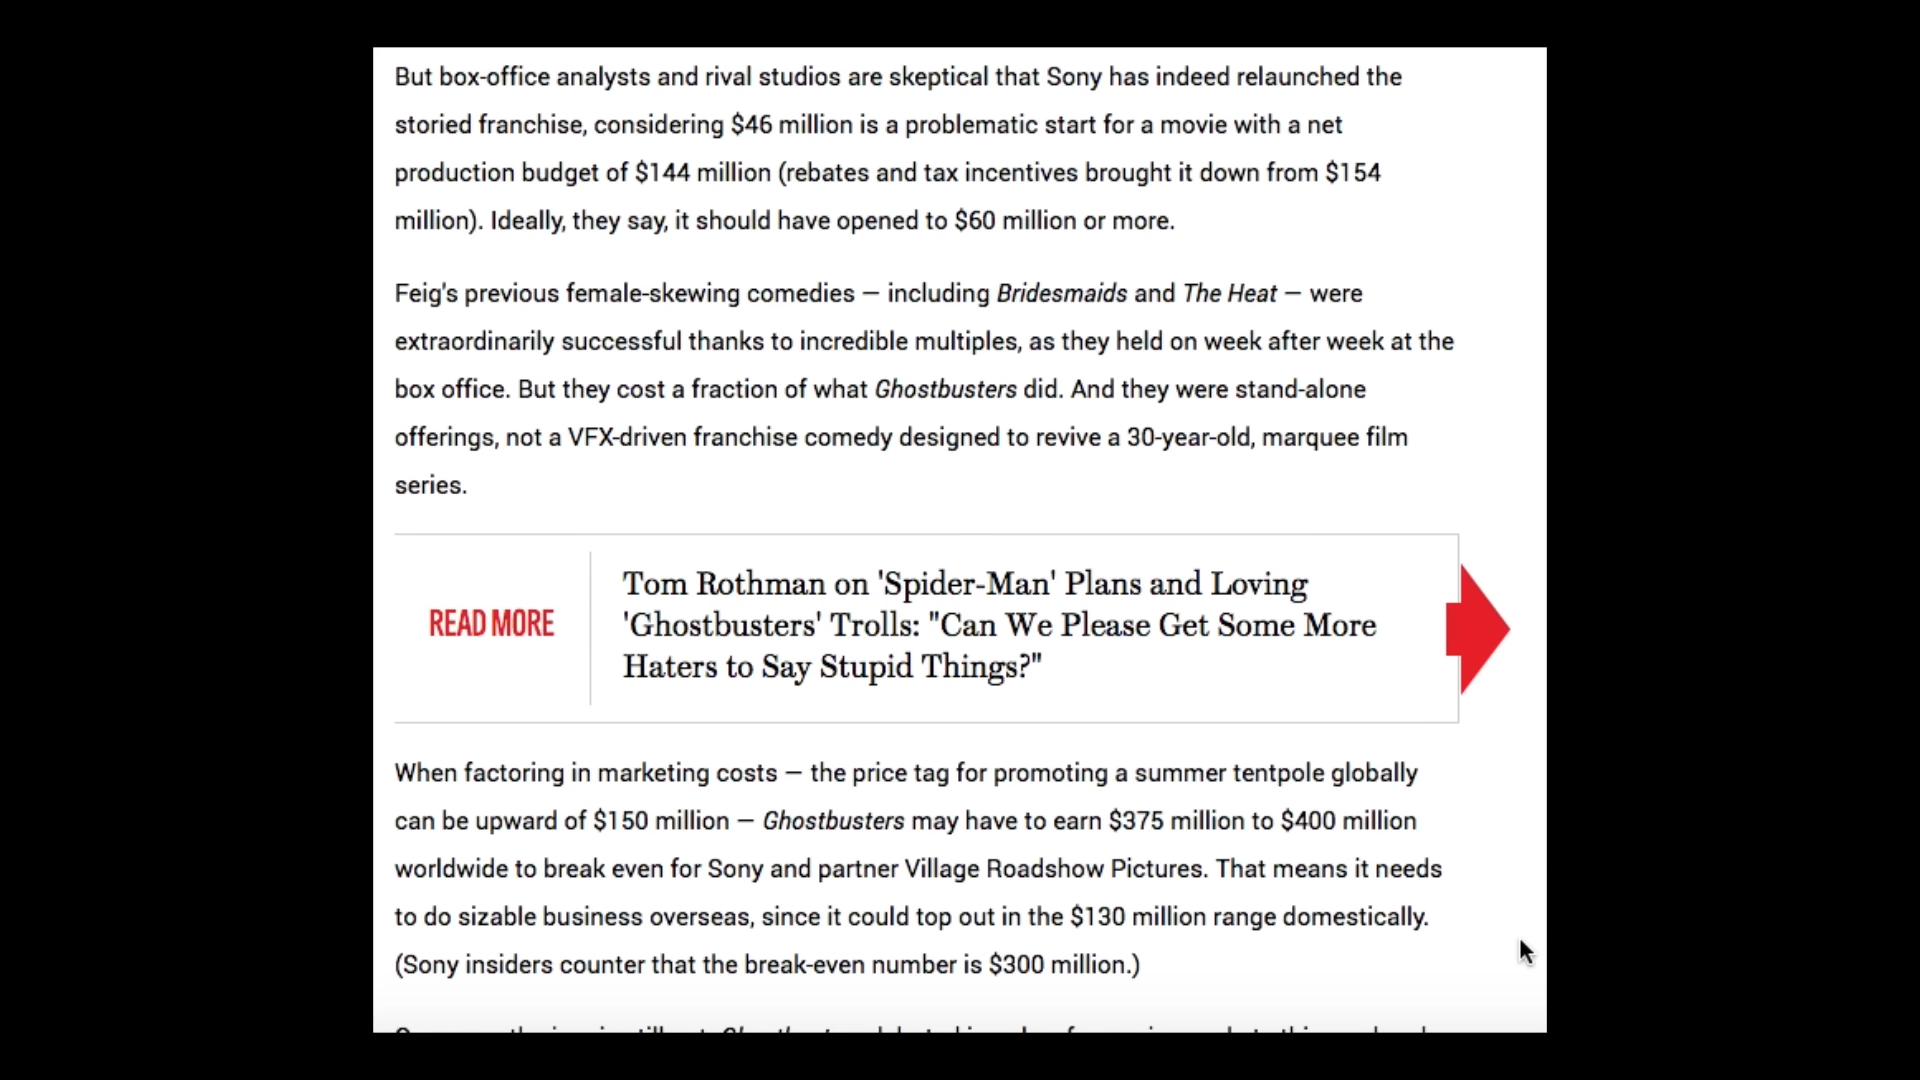 But box-office analysts and rival studios are skeptical that Sony has indeed relaunched the
storied franchise, considering $46 million is a problematic start for a movie with a net
production budget of $144 million (rebates and tax incentives brought it down from $154
million). Ideally, they say, it should have opened to $60 million or more.
Feig's previous female-skewing comedies — including Bridesmaids and The Heat — were
extraordinarily successful thanks to incredible multiples, as they held on week after week at the
box office. But they cost a fraction of what Ghostbusters did. And they were stand-alone
offerings, not a VFX-driven franchise comedy designed to revive a 30-year-old, marquee film
series.
READ MORE
Tom Rothman on 'Spider-Man' Plans and Loving
'Ghostbusters' Trolls: "Can We Please Get Some More
Haters to Say Stupid Things?"
When factoring in marketing costs — the price tag for promoting a summer tentpole globally
can be upward of $150 million — Ghostbusters may have to earn $375 million to $400 million
worldwide to break even for Sony and partner Village Roadshow Pictures. That means it needs
to do sizable business overseas, since it could top out in the $130 million range domestically.
(Sony insiders counter that the break-even number is $300 million.)